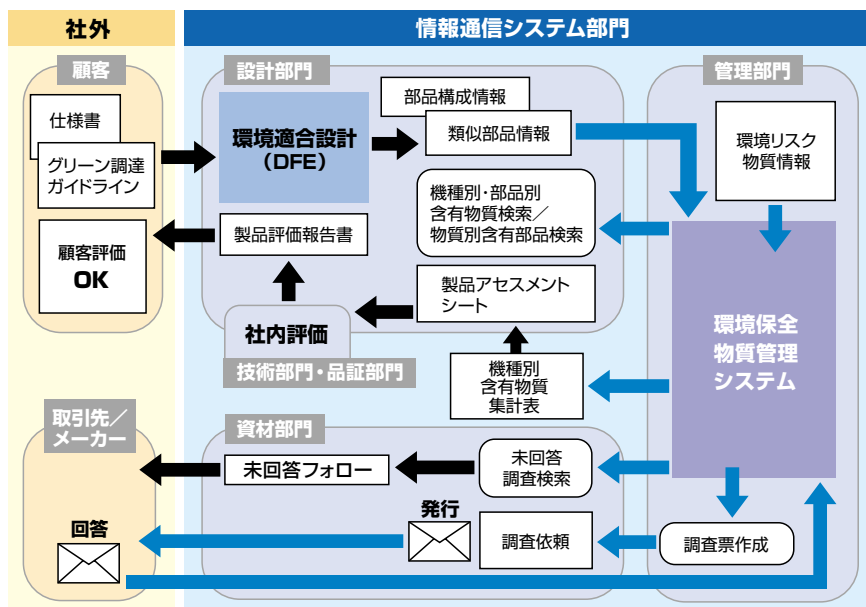 社外
情報通信システム部門
顧客
仕様書
グリーン調達
ガイドライン
顧客評価
OK
設計部門
環境適合設計
（DFE）
部品構成情報
類似部品情報
機種別・部品別
含有物質検索／
物質別含有部品検索
製品評価報告書
製品アセスメント
シート
社内評価
技術部門・品証部門
機種別
含有物質
集計表
管理部門
環境リスク
物質情報
環境保全
物質管理
システム
取引先／
メーカー
回答
資材部門
未回答フォロー
未回答
調査検索
発行
調査依頼
調査票作成